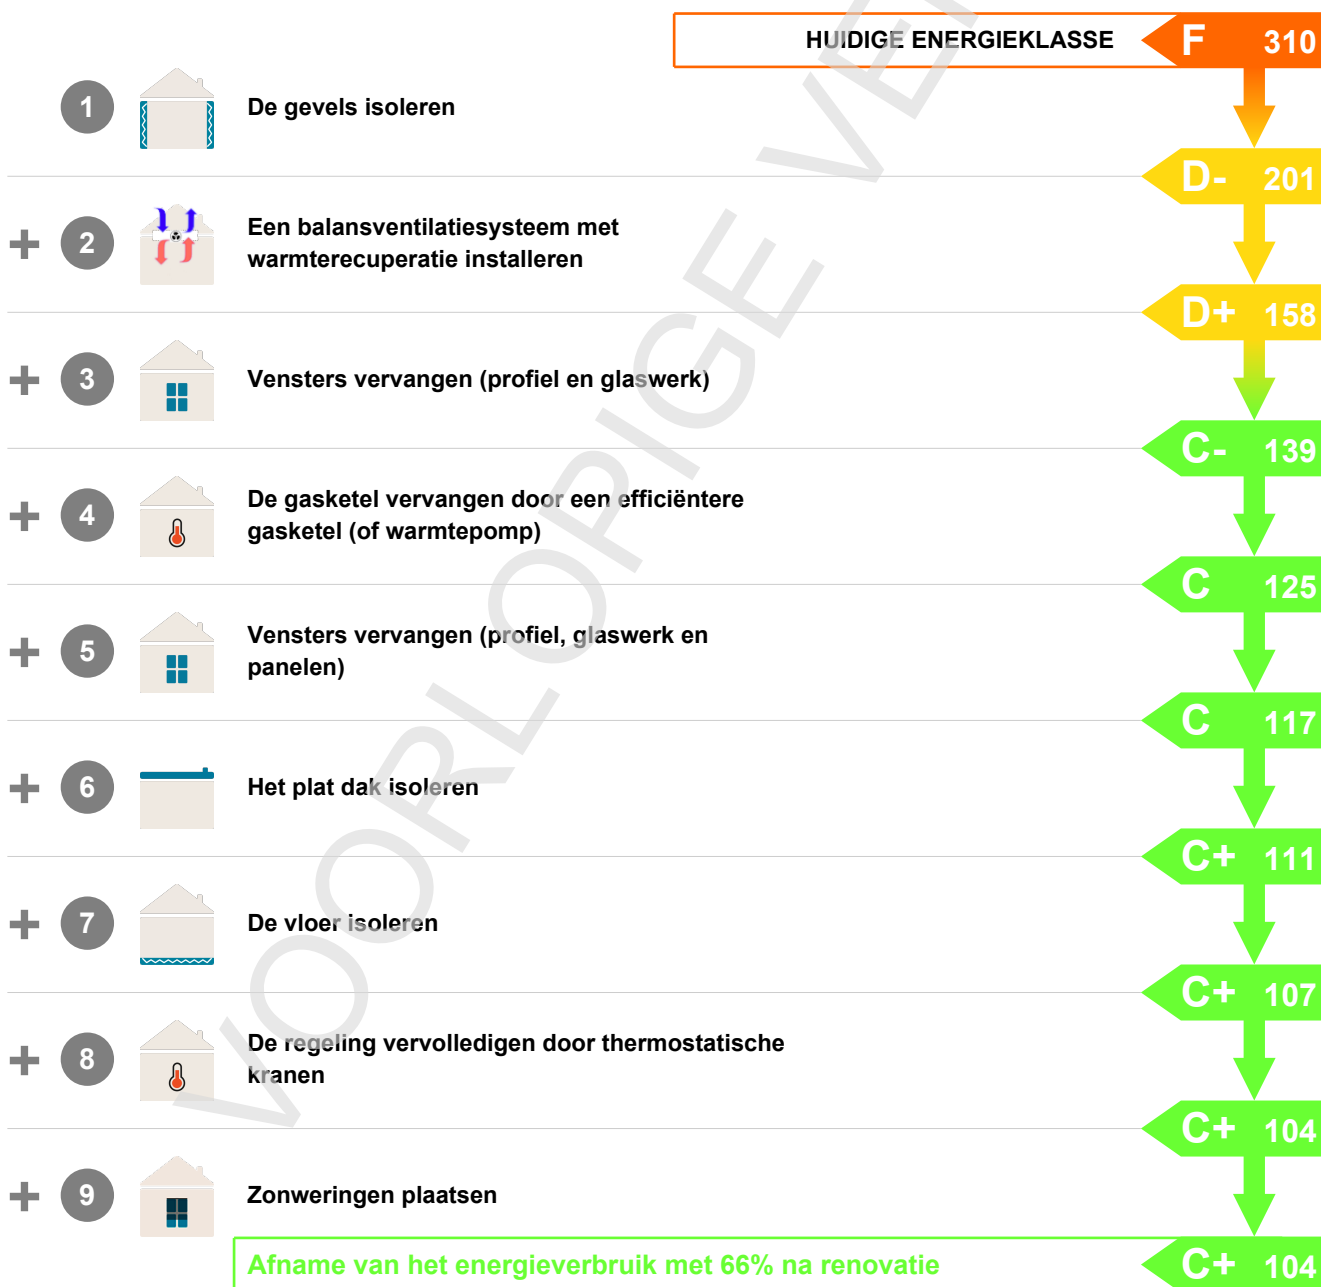 HUIDIGE ENERGIEKLASSE F 310
1 De gevels isoleren
D- 201
+ 2 Een balansventilatiesysteem met
warmterecuperatie installeren
D+ 158
+ 3 Vensters vervangen (profiel en glaswerk)
C- 139
+ 4 De gasketel vervangen door een efficiëntere
gasketel (of warmtepomp)
C 125
+ 5 Vensters vervangen (profiel, glaswerk en
panelen)
C 117
+ 6 Het plat dak isoleren
C+ 111
+ 7 De vloer isoleren
C+ 107
+ 8 De regeling vervolledigen door thermostatische
kranen
C+ 104
+ 9 Zonweringen plaatsen
Afname van het energieverbruik met 66% na renovatie C+ 104
VOORLOPIGE